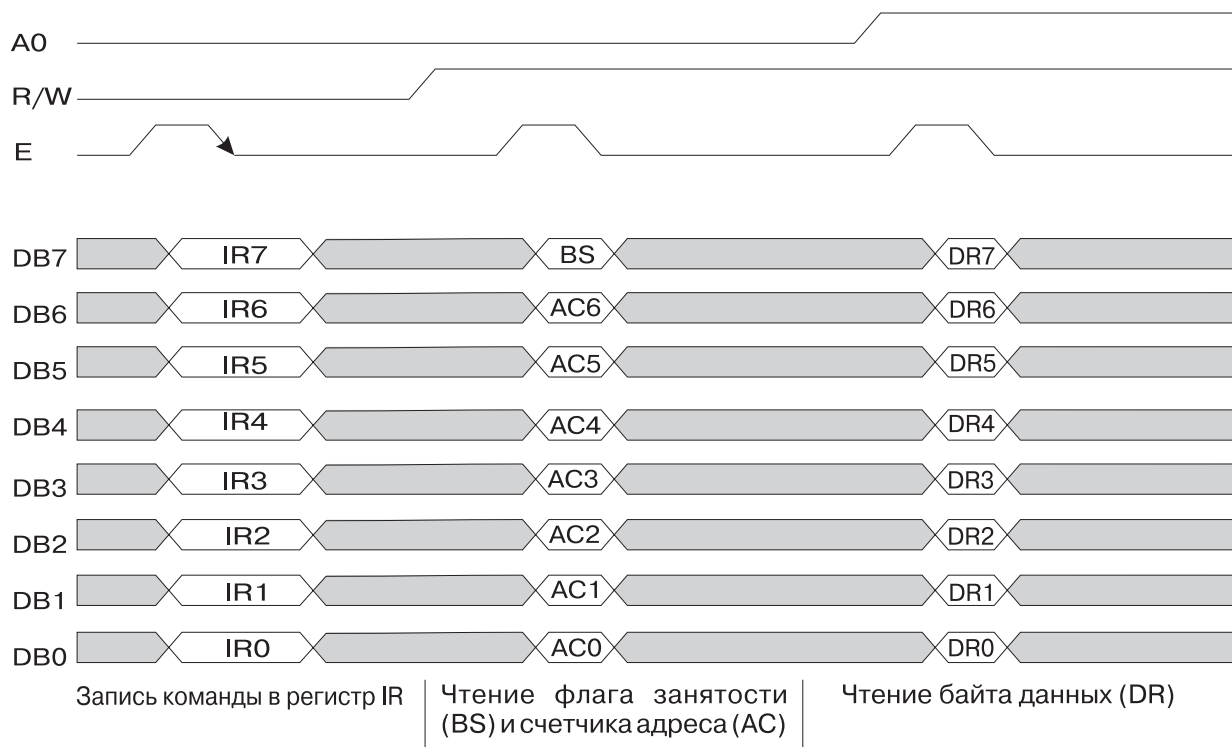 A0
R/W
E
DB7 IR7 BS DR7
DB6 IR6 AC6 DR6
DB5 IR5 AC5 DR5
DB4 IR4 AC4 DR4
DB3 IR3 AC3 DR3
DB2 IR2 AC2 DR2
DB1 IR1 AC1 DR1
DB0 IR0 AC0 DR0
Запись команды в регистр IR
Чтение флага занятости
(BS) и счетчика адреса (AC)
Чтение байта данных (DR)